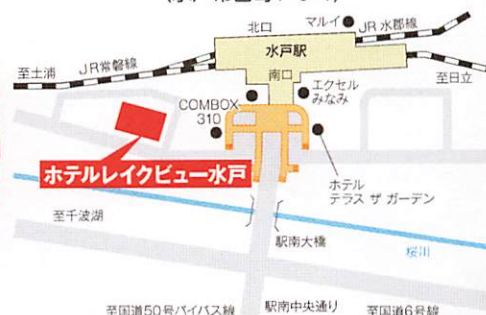 北口
マルイ
JR水郡線
水戸駅
JR常磐線
至土浦
南口
エクセル
みなみ
至日立
COMBOX
310
ホテルレイクビュー水戸
ホテル
テラス ザ ガーデン
至千波湖
駅南大橋
桜川
至国道50号バイパス線
駅南中央通り
至国道6号線